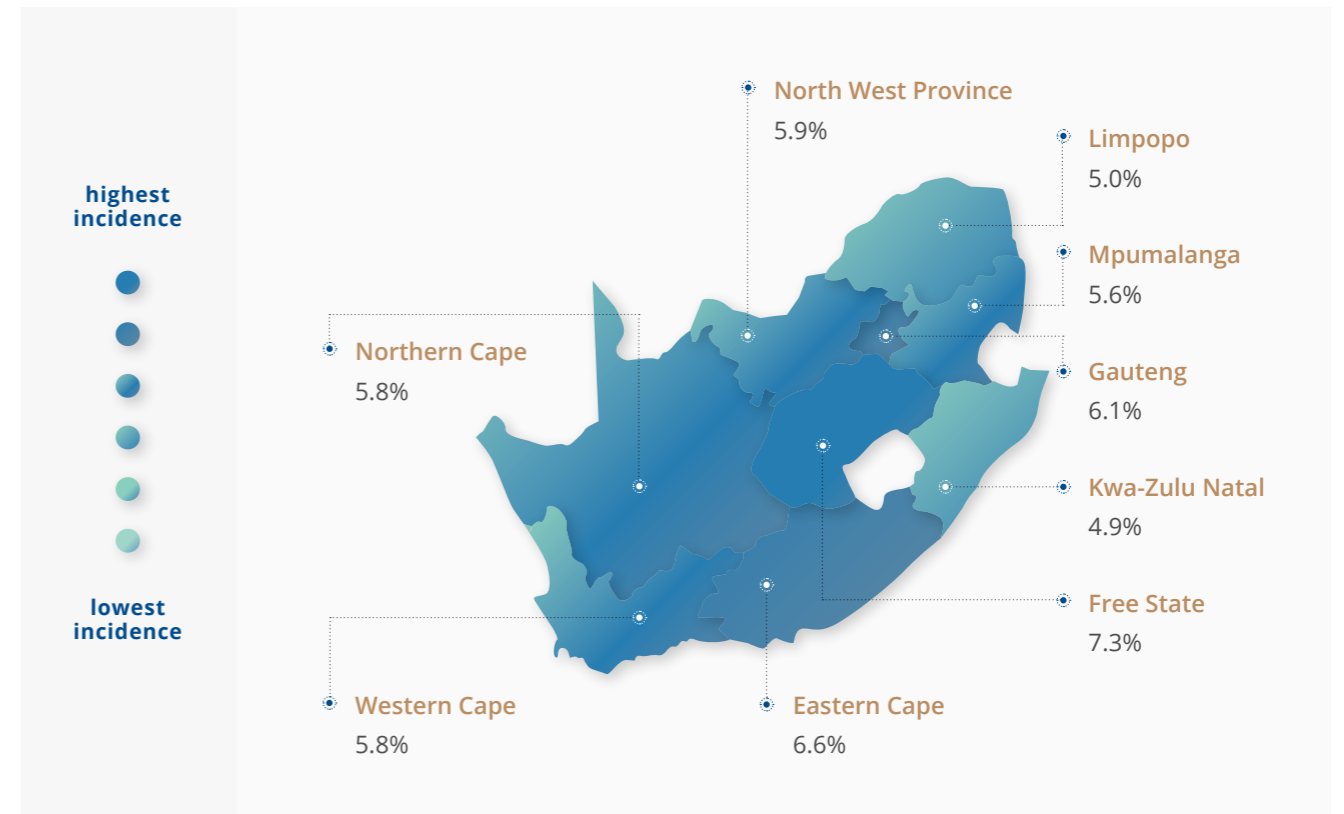 highest
incidence
lowest
incidence
North West Province
5.9%
Limpopo
5.0%
Mpumalanga
5.6%
Northern Cape
5.8%
Gauteng
6.1%
Kwa-Zulu Natal
4.9%
Free State
7.3%
Western Cape
5.8%
Eastern Cape
6.6%